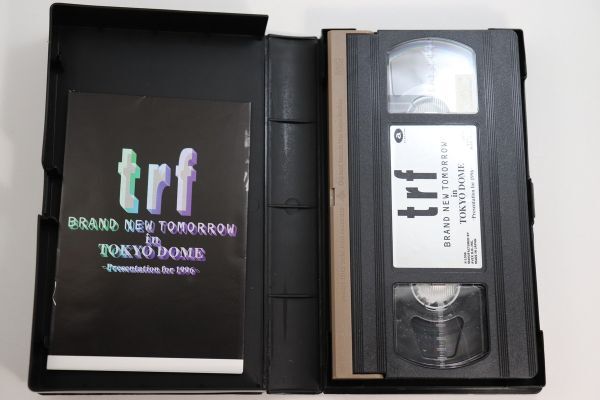 trf
BRAND NEW TOMORROW
in
TOKYO DOME
-Presentation for 1996-
a
trf
BRAND NEW TOMORROW
in
TOKYO DOME
-Presentation for 1996-